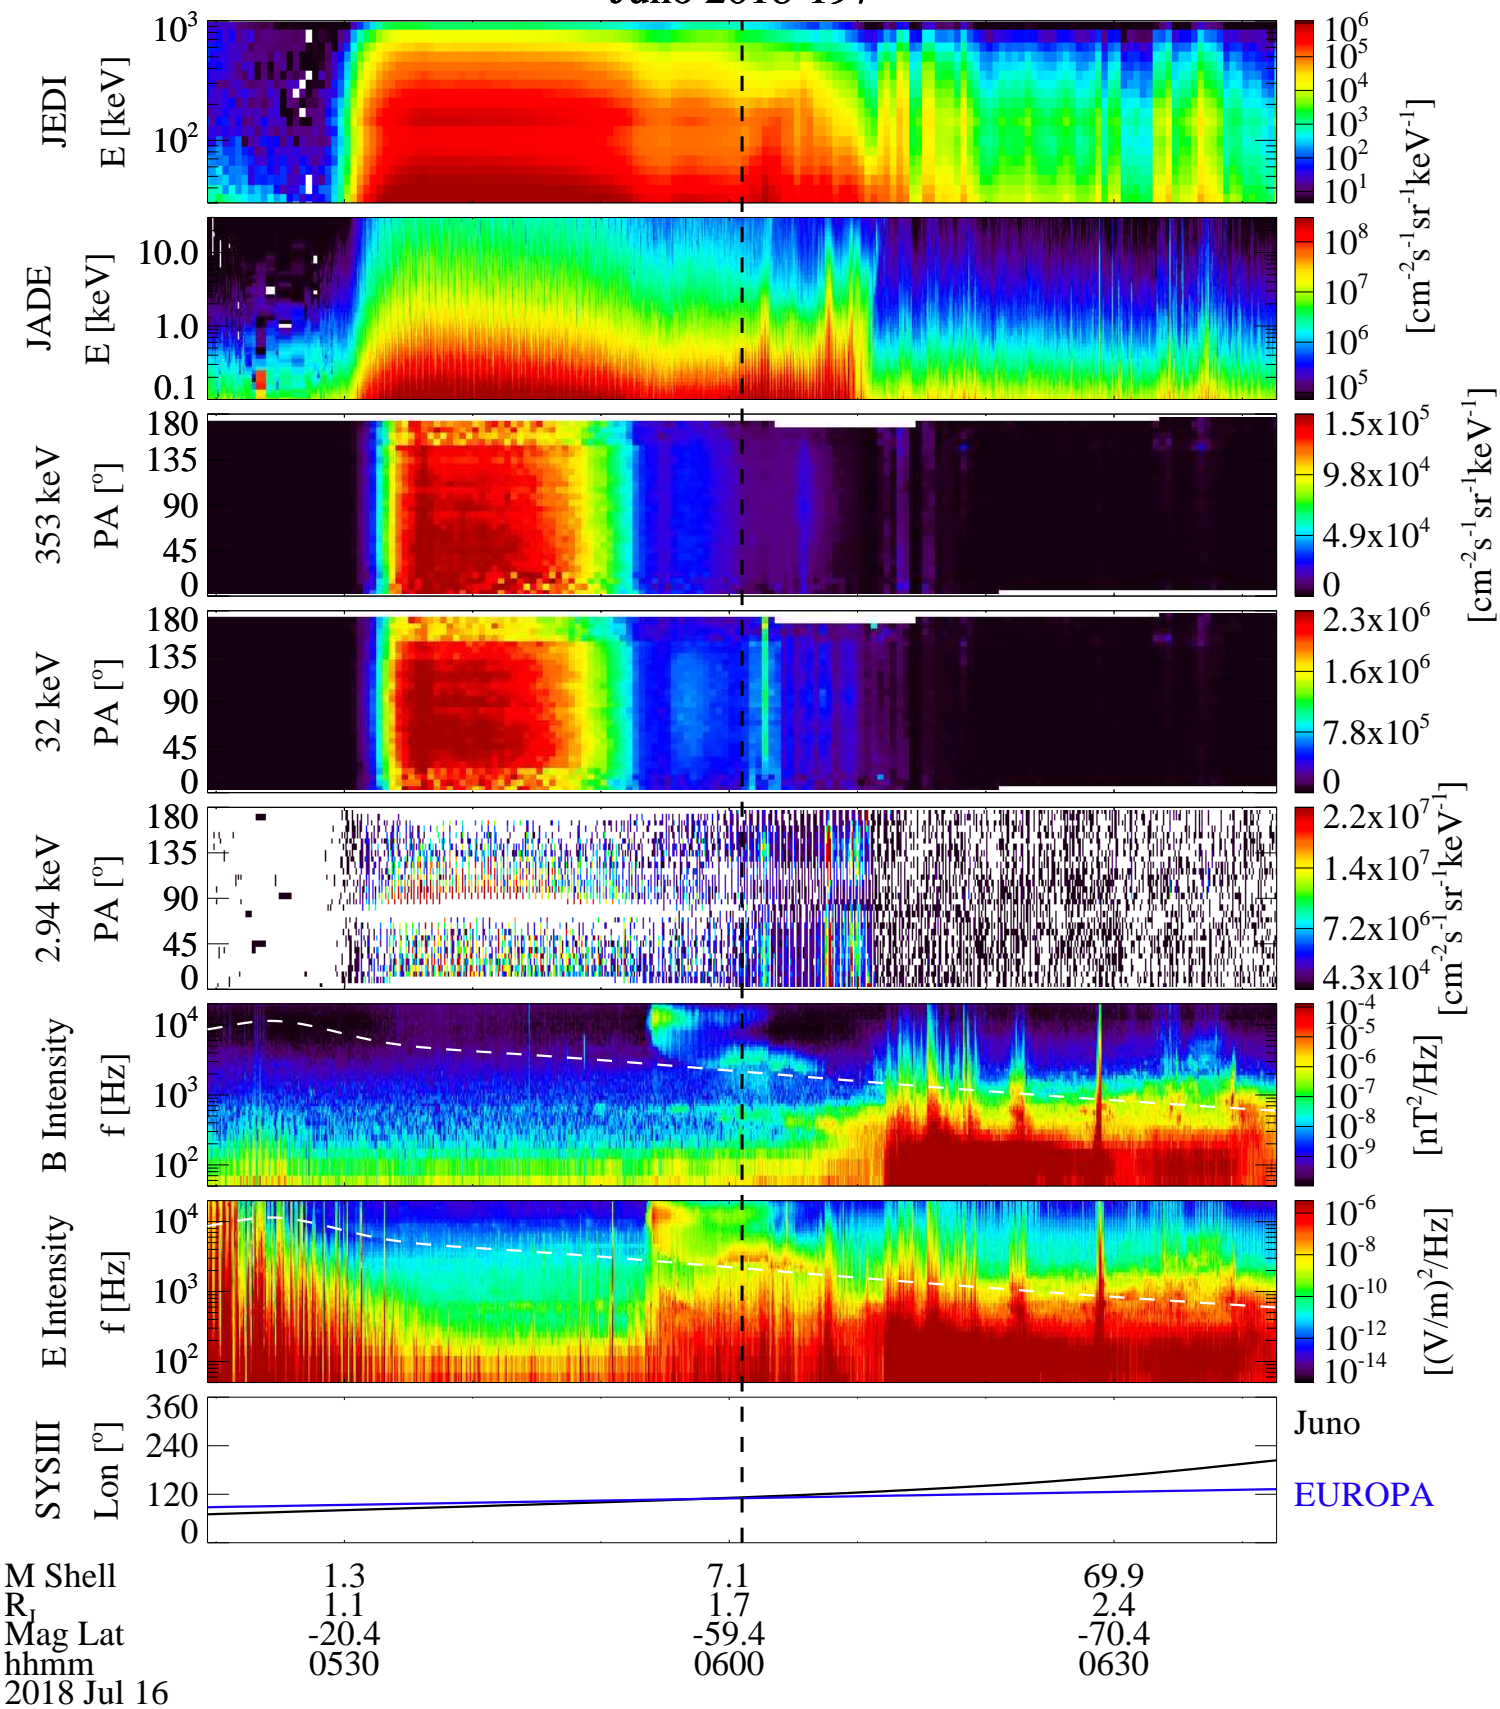 Juno 2018-197
JEDI
E [keV]
10³
10²
10⁶
10⁵
10⁴
10³
10²
10¹
[cm⁻²s⁻¹sr⁻¹keV⁻¹]
JADE
E [keV]
10.0
1.0
0.1
10⁸
10⁷
10⁶
10⁵
[cm⁻²s⁻¹sr⁻¹keV⁻¹]
353 keV
PA [°]
180
135
90
45
0
1.5x10⁵
9.8x10⁴
4.9x10⁴
0
32 keV
PA [°]
180
135
90
45
0
2.3x10⁶
1.6x10⁶
7.8x10⁵
0
2.94 keV
PA [°]
180
135
90
45
0
2.2x10⁷
1.4x10⁷
7.2x10⁶
4.3x10⁴
[cm⁻²s⁻¹sr⁻¹keV⁻¹]
B Intensity
f [Hz]
10⁴
10³
10²
10⁻⁴
10⁻⁵
10⁻⁶
10⁻⁷
10⁻⁸
10⁻⁹
[nT²/Hz]
E Intensity
f [Hz]
10⁴
10³
10²
10⁻⁶
10⁻⁸
10⁻¹⁰
10⁻¹²
10⁻¹⁴
[(V/m)²/Hz]
SYSIII
Lon [°]
360
240
120
0
Juno
EUROPA
M Shell 1.3 7.1 69.9
R_J 1.1 1.7 2.4
Mag Lat -20.4 -59.4 -70.4
hhmm 0530 0600 0630
2018 Jul 16